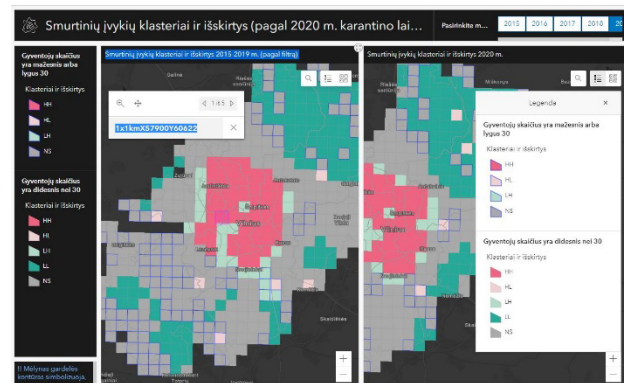 Smurtinių įvykių klasteriai ir išskirtys (pagal 2020 m. karantino lai...
Pasirinkite m...
2015
2016
2017
2018
Gyventojų skaičius yra mažesnis arba lygus 30
Klasteriai ir išskirtys
HH
HL
LH
NS
Gyventojų skaičius yra didesnis nei 30
Klasteriai ir išskirtys
HH
HL
LH
LL
NS
!! Mėlynas gardelės kontūras simbolizuoja,
Smurtinių įvykių klasteriai ir išskirtys 2015-2019 m. (pagal filtrą)
1 iš 6
1x1kmX57900Y60622
Vilnius
Smurtinių įvykių klasteriai ir išskirtys 2020 m.
Vilnius
Legenda
Gyventojų skaičius yra mažesnis arba lygus 30
Klasteriai ir išskirtys
HH
HL
LH
NS
Gyventojų skaičius yra didesnis nei 30
Klasteriai ir išskirtys
HH
HL
LH
LL
NS